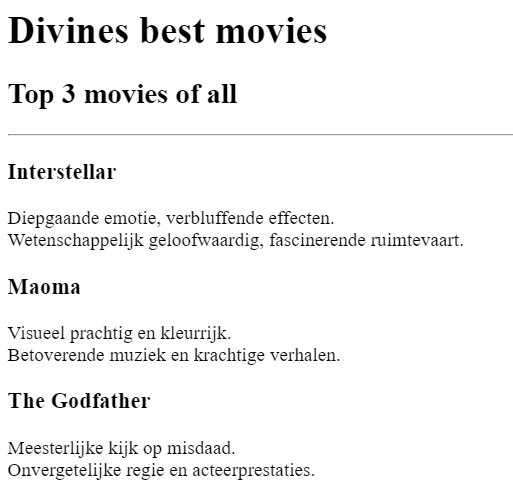 Divines best movies
Top 3 movies of all
Interstellar
Diepgaande emotie, verbluffende effecten.
Wetenschappelijk geloofwaardig, fascinerende ruimtevaart.
Maoma
Visueel prachtig en kleurrijk.
Betoverende muziek en krachtige verhalen.
The Godfather
Meesterlijke kijk op misdaad.
Onvergetelijke regie en acteerprestaties.